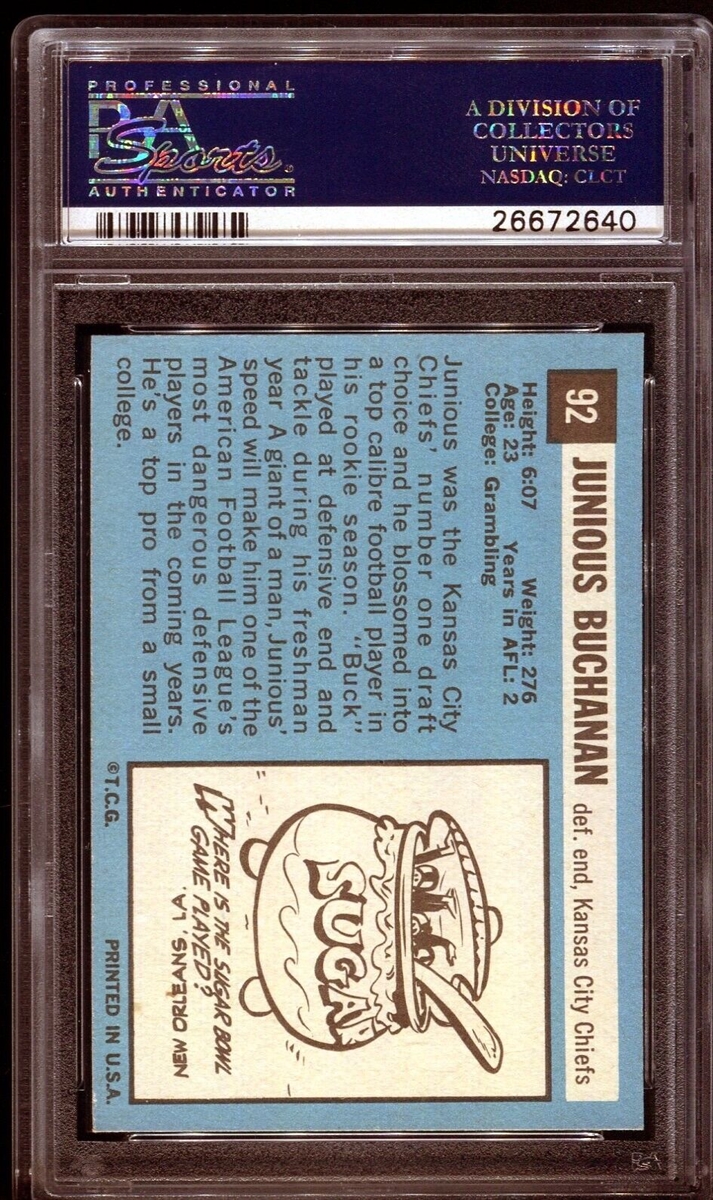 PROFESSIONAL
PSA
Sports.
AUTHENTICATOR
A DIVISION OF
COLLECTORS
UNIVERSE
NASDAQ: CLCT
26672640
92
JUNIOUS BUCHANAN def. end, Kansas City Chiefs
Height: 6:07 Weight: 276
Age: 23 Years in AFL: 2
College: Grambling
Junious was the Kansas City
Chiefs' number one draft
choice and he blossomed into
a top calibre football player in
his rookie season. "Buck"
played at defensive end and
tackle during his freshman
year A giant of a man, Junious'
speed will make him one of the
American Football League's
most dangerous defensive
players in the coming years.
He's a top pro from a small
college.
SUGA
WHERE IS THE SUGAR BOWL
GAME PLAYED?
NEW ORLEANS, LA.
©T.C.G. PRINTED IN U.S.A.
PSA